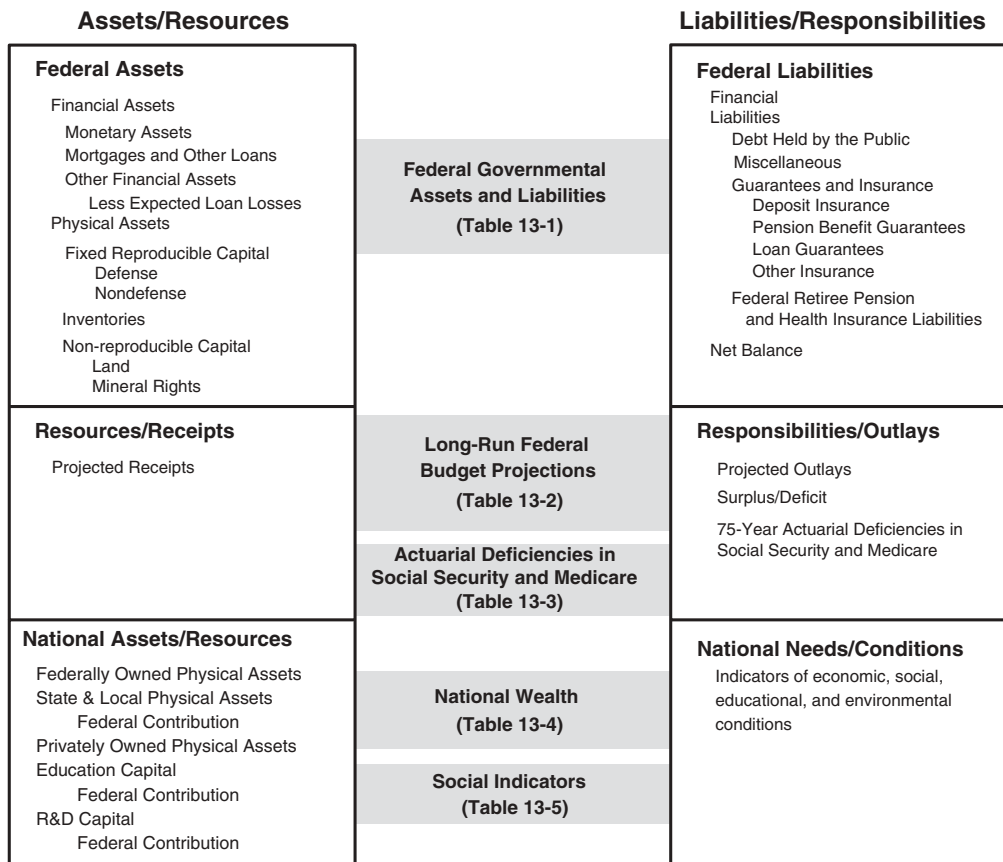 Assets/Resources
Liabilities/Responsibilities
Federal Assets
Financial Assets
Monetary Assets
Mortgages and Other Loans
Other Financial Assets
Less Expected Loan Losses
Physical Assets
Fixed Reproducible Capital
Defense
Nondefense
Inventories
Non-reproducible Capital
Land
Mineral Rights
Federal Governmental
Assets and Liabilities
(Table 13-1)
Federal Liabilities
Financial
Liabilities
Debt Held by the Public
Miscellaneous
Guarantees and Insurance
Deposit Insurance
Pension Benefit Guarantees
Loan Guarantees
Other Insurance
Federal Retiree Pension
and Health Insurance Liabilities
Net Balance
Resources/Receipts
Projected Receipts
Long-Run Federal
Budget Projections
(Table 13-2)
Actuarial Deficiencies in
Social Security and Medicare
(Table 13-3)
Responsibilities/Outlays
Projected Outlays
Surplus/Deficit
75-Year Actuarial Deficiencies in
Social Security and Medicare
National Assets/Resources
Federally Owned Physical Assets
State & Local Physical Assets
Federal Contribution
Privately Owned Physical Assets
Education Capital
Federal Contribution
R&D Capital
Federal Contribution
National Wealth
(Table 13-4)
Social Indicators
(Table 13-5)
National Needs/Conditions
Indicators of economic, social,
educational, and environmental
conditions